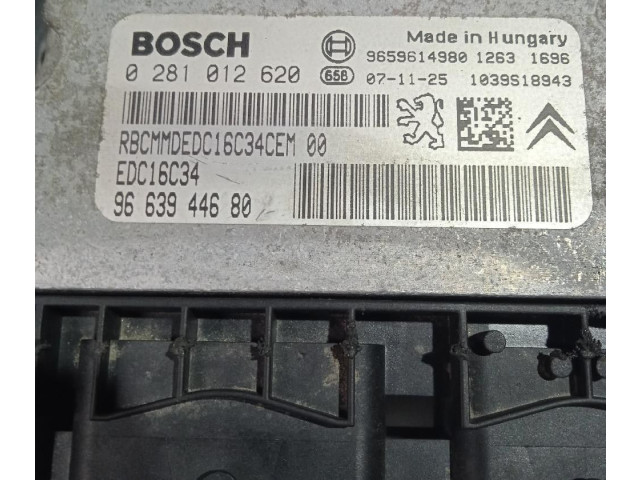 BOSCH
Made in Hungary
9659614980 1263 1696
0 281 012 620
658
07-11-25 1039S18943
RBCMMDEDC16C34CEM 00
EDC16C34
96 639 446 80